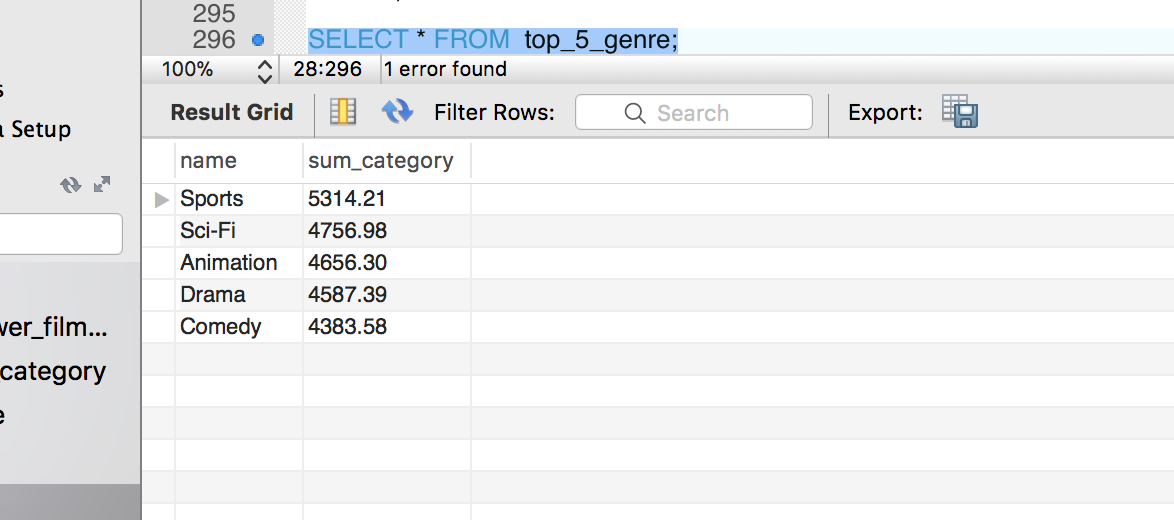 295
296 SELECT * FROM top_5_genre;
100% 28:296 1 error found
Setup
Result Grid Filter Rows: Search Export:
name sum_category
Sports 5314.21
Sci-Fi 4756.98
Animation 4656.30
Drama 4587.39
Comedy 4383.58
wer_film...
category
e